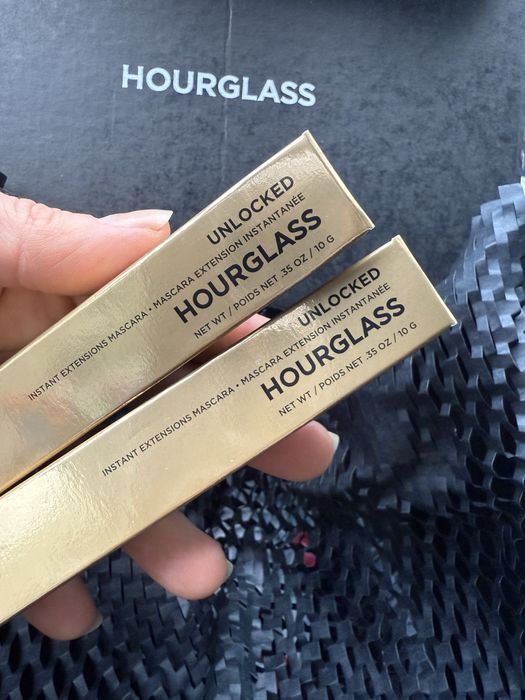 HOURGLASS
UNLOCKED
INSTANT EXTENSIONS MASCARA • MASCARA EXTENSION INSTANTANÉE
HOURGLASS
NET WT / POIDS NET .35 OZ / 10 G
UNLOCKED
INSTANT EXTENSIONS MASCARA • MASCARA EXTENSION INSTANTANÉE
HOURGLASS
NET WT / POIDS NET .35 OZ / 10 G